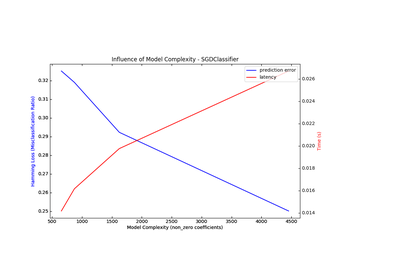 Influence of Model Complexity - SGDClassifier
prediction error
latency
0.32
0.31
0.30
0.29
0.28
0.27
0.26
0.25
Hamming Loss (Misclassification Ratio)
0.026
0.024
0.022
0.020
0.018
0.016
0.014
Time (s)
500 1000 1500 2000 2500 3000 3500 4000 4500
Model Complexity (non_zero coefficients)